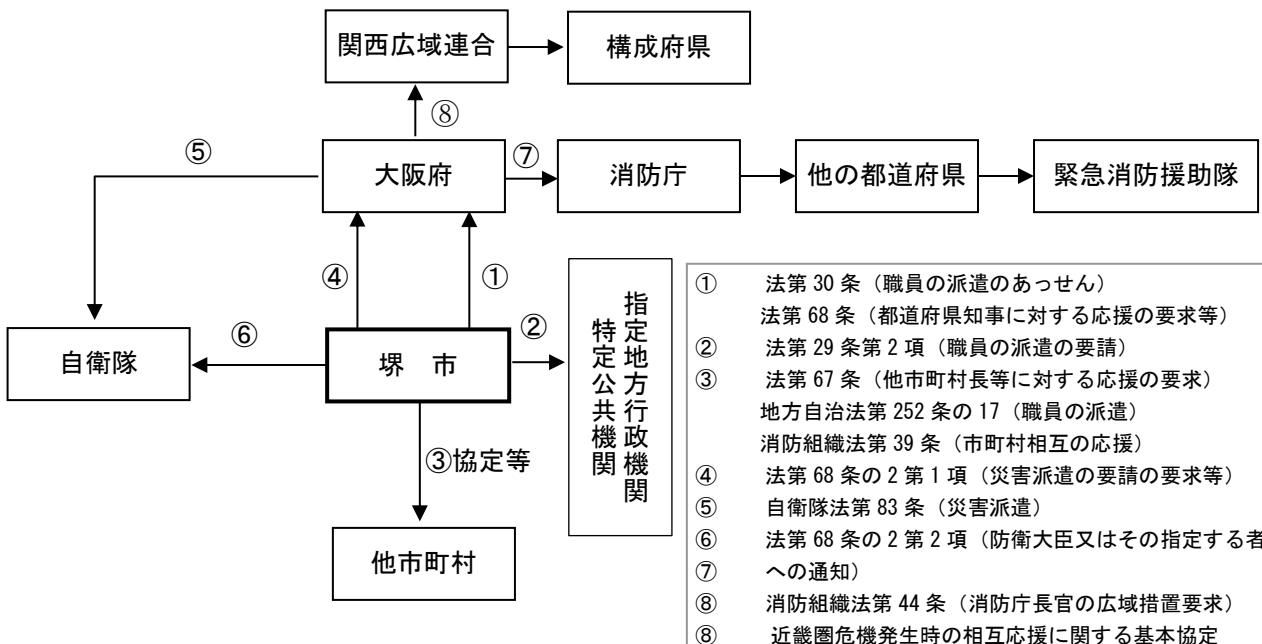 関西広域連合
構成府県
⑧
⑤
大阪府
⑦
消防庁
他の都道府県
緊急消防援助隊
④
①
自衛隊
⑥
堺　市
②
指定地方行政機関
特定公共機関
③協定等
他市町村
① 法第 30 条（職員の派遣のあっせん）
法第 68 条（都道府県知事に対する応援の要求等）
② 法第 29 条第 2 項（職員の派遣の要請）
③ 法第 67 条（他市町村長等に対する応援の要求）
地方自治法第 252 条の 17（職員の派遣）
消防組織法第 39 条（市町村相互の応援）
④ 法第 68 条の 2 第 1 項（災害派遣の要請の要求等）
⑤ 自衛隊法第 83 条（災害派遣）
⑥ 法第 68 条の 2 第 2 項（防衛大臣又はその指定する者
⑦ への通知）
⑧ 消防組織法第 44 条（消防庁長官の広域措置要求）
⑧ 近畿圏危機発生時の相互応援に関する基本協定